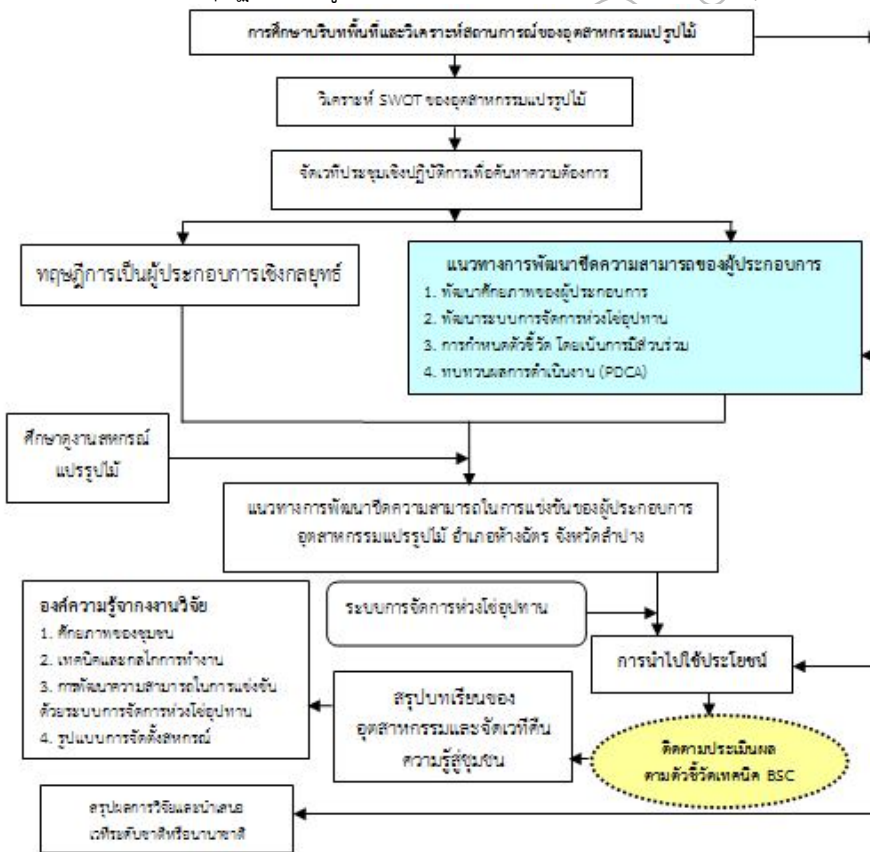 การศึกษาบริบทพื้นที่และวิเคราะห์สถานการณ์ของอุตสาหกรรมแปรรูปไม้
วิเคราะห์ SWOT ของอุตสาหกรรมแปรรูปไม้
จัดเวทีประชุมเชิงปฏิบัติการเพื่อค้นหาความต้องการ
ทฤษฎีการเป็นผู้ประกอบการเชิงกลยุทธ์
แนวทางการพัฒนาขีดความสามารถของผู้ประกอบการ
1. พัฒนาศักยภาพของผู้ประกอบการ
2. พัฒนาระบบการจัดการห่วงโซ่อุปทาน
3. การกำหนดตัวชี้วัด โดยเน้นการมีส่วนร่วม
4. ทบทวนผลการดำเนินงาน (PDCA)
ศึกษาดูงานสหกรณ์
แปรรูปไม้
แนวทางการพัฒนาขีดความสามารถในการแข่งขันของผู้ประกอบการ
อุตสาหกรรมแปรรูปไม้ อำเภอห้างฉัตร จังหวัดลำปาง
ระบบการจัดการห่วงโซ่อุปทาน
องค์ความรู้จากงงานวิจัย
1. ศักยภาพของชุมชน
2. เทคนิคและกลไกการทำงาน
3. การพัฒนาความสามารถในการแข่งขัน
ด้วยระบบการจัดการห่วงโซ่อุปทาน
4. รูปแบบการจัดตั้งสหกรณ์
การนำไปใช้ประโยชน์
สรุปบทเรียนของ
อุตสาหกรรมและจัดเวทีคืน
ความรู้สู่ชุมชน
ติดตามประเมินผล
ตามตัวชี้วัดเทคนิค BSC
สรุปผลการวิจัยและนำเสนอ
เวทีระดับชาติหรือนานาชาติ